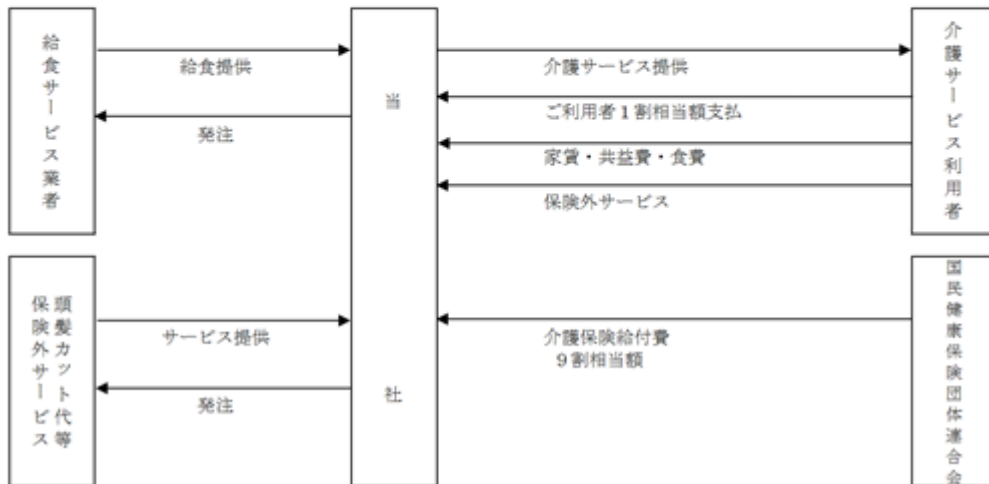 給食サービス業者
給食提供
発注
当社
介護サービス提供
ご利用者１割相当額支払
家賃・共益費・食費
保険外サービス
介護サービス利用者
頭髪カット代等
保険外サービス
サービス提供
発注
介護保険給付費
９割相当額
国民健康保険団体連合会